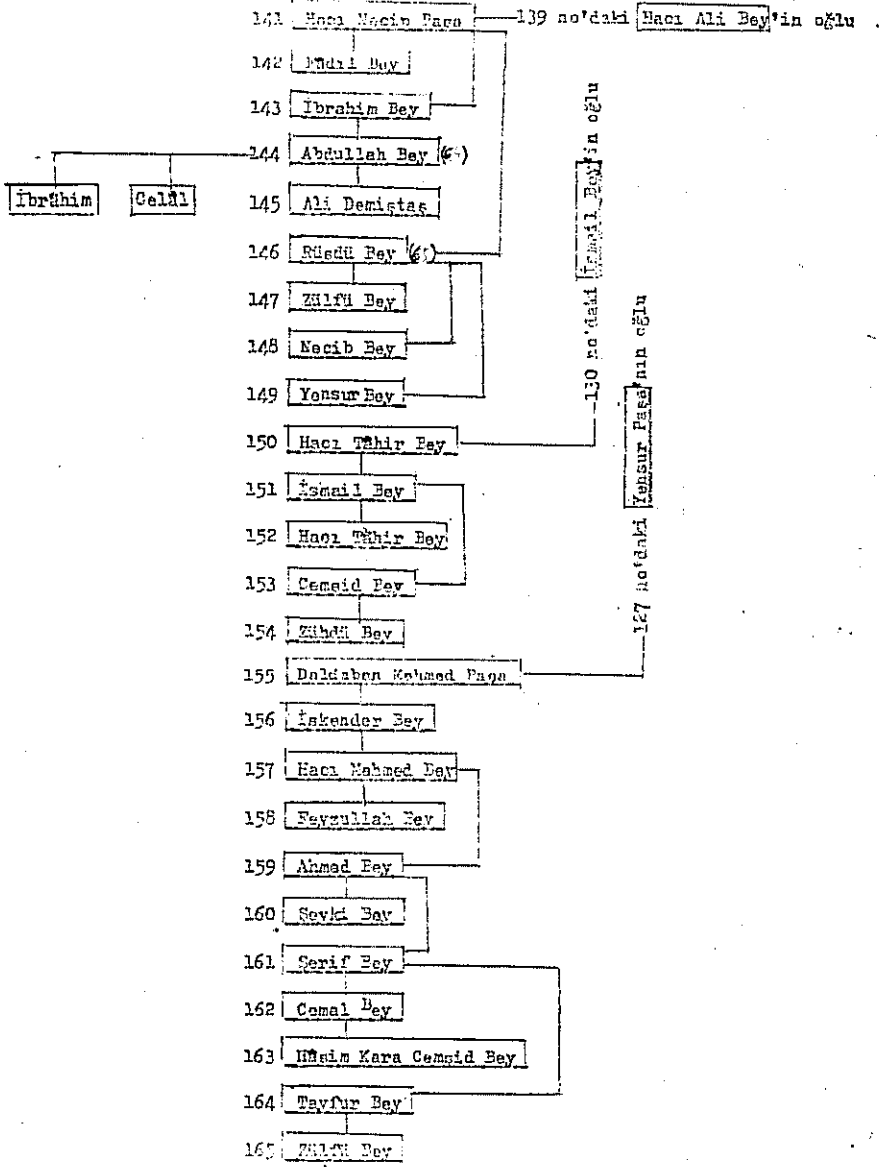 141 Hacı Necip Paşa 139 no'daki Hacı Ali Bey'in oğlu
142 Fâdıl Bey
143 İbrahim Bey
144 Abdullah Bey
İbrâhim Celâl
145 Ali Demiştaş
146 Rüşdü Bey (65)
147 Zülfü Bey
148 Necib Bey
149 Yensur Bey
150 Hacı Tâhir Bey
130 no'daki İsmail Bey'in oğlu
151 İsmail Bey
152 Hacı Tâhir Bey
153 Cemşid Bey
154 Zühdü Bey
155 Daldaban Mehmed Paşa
127 no'daki Yensur Paşa'nın oğlu
156 İskender Bey
157 Hacı Mehmed Bey
158 Feyzullah Bey
159 Ahmed Bey
160 Şevki Bey
161 Şerif Bey
162 Cemal Bey
163 Hâşim Kara Cemşid Bey
164 Tayfur Bey
165 Zülfü Bey